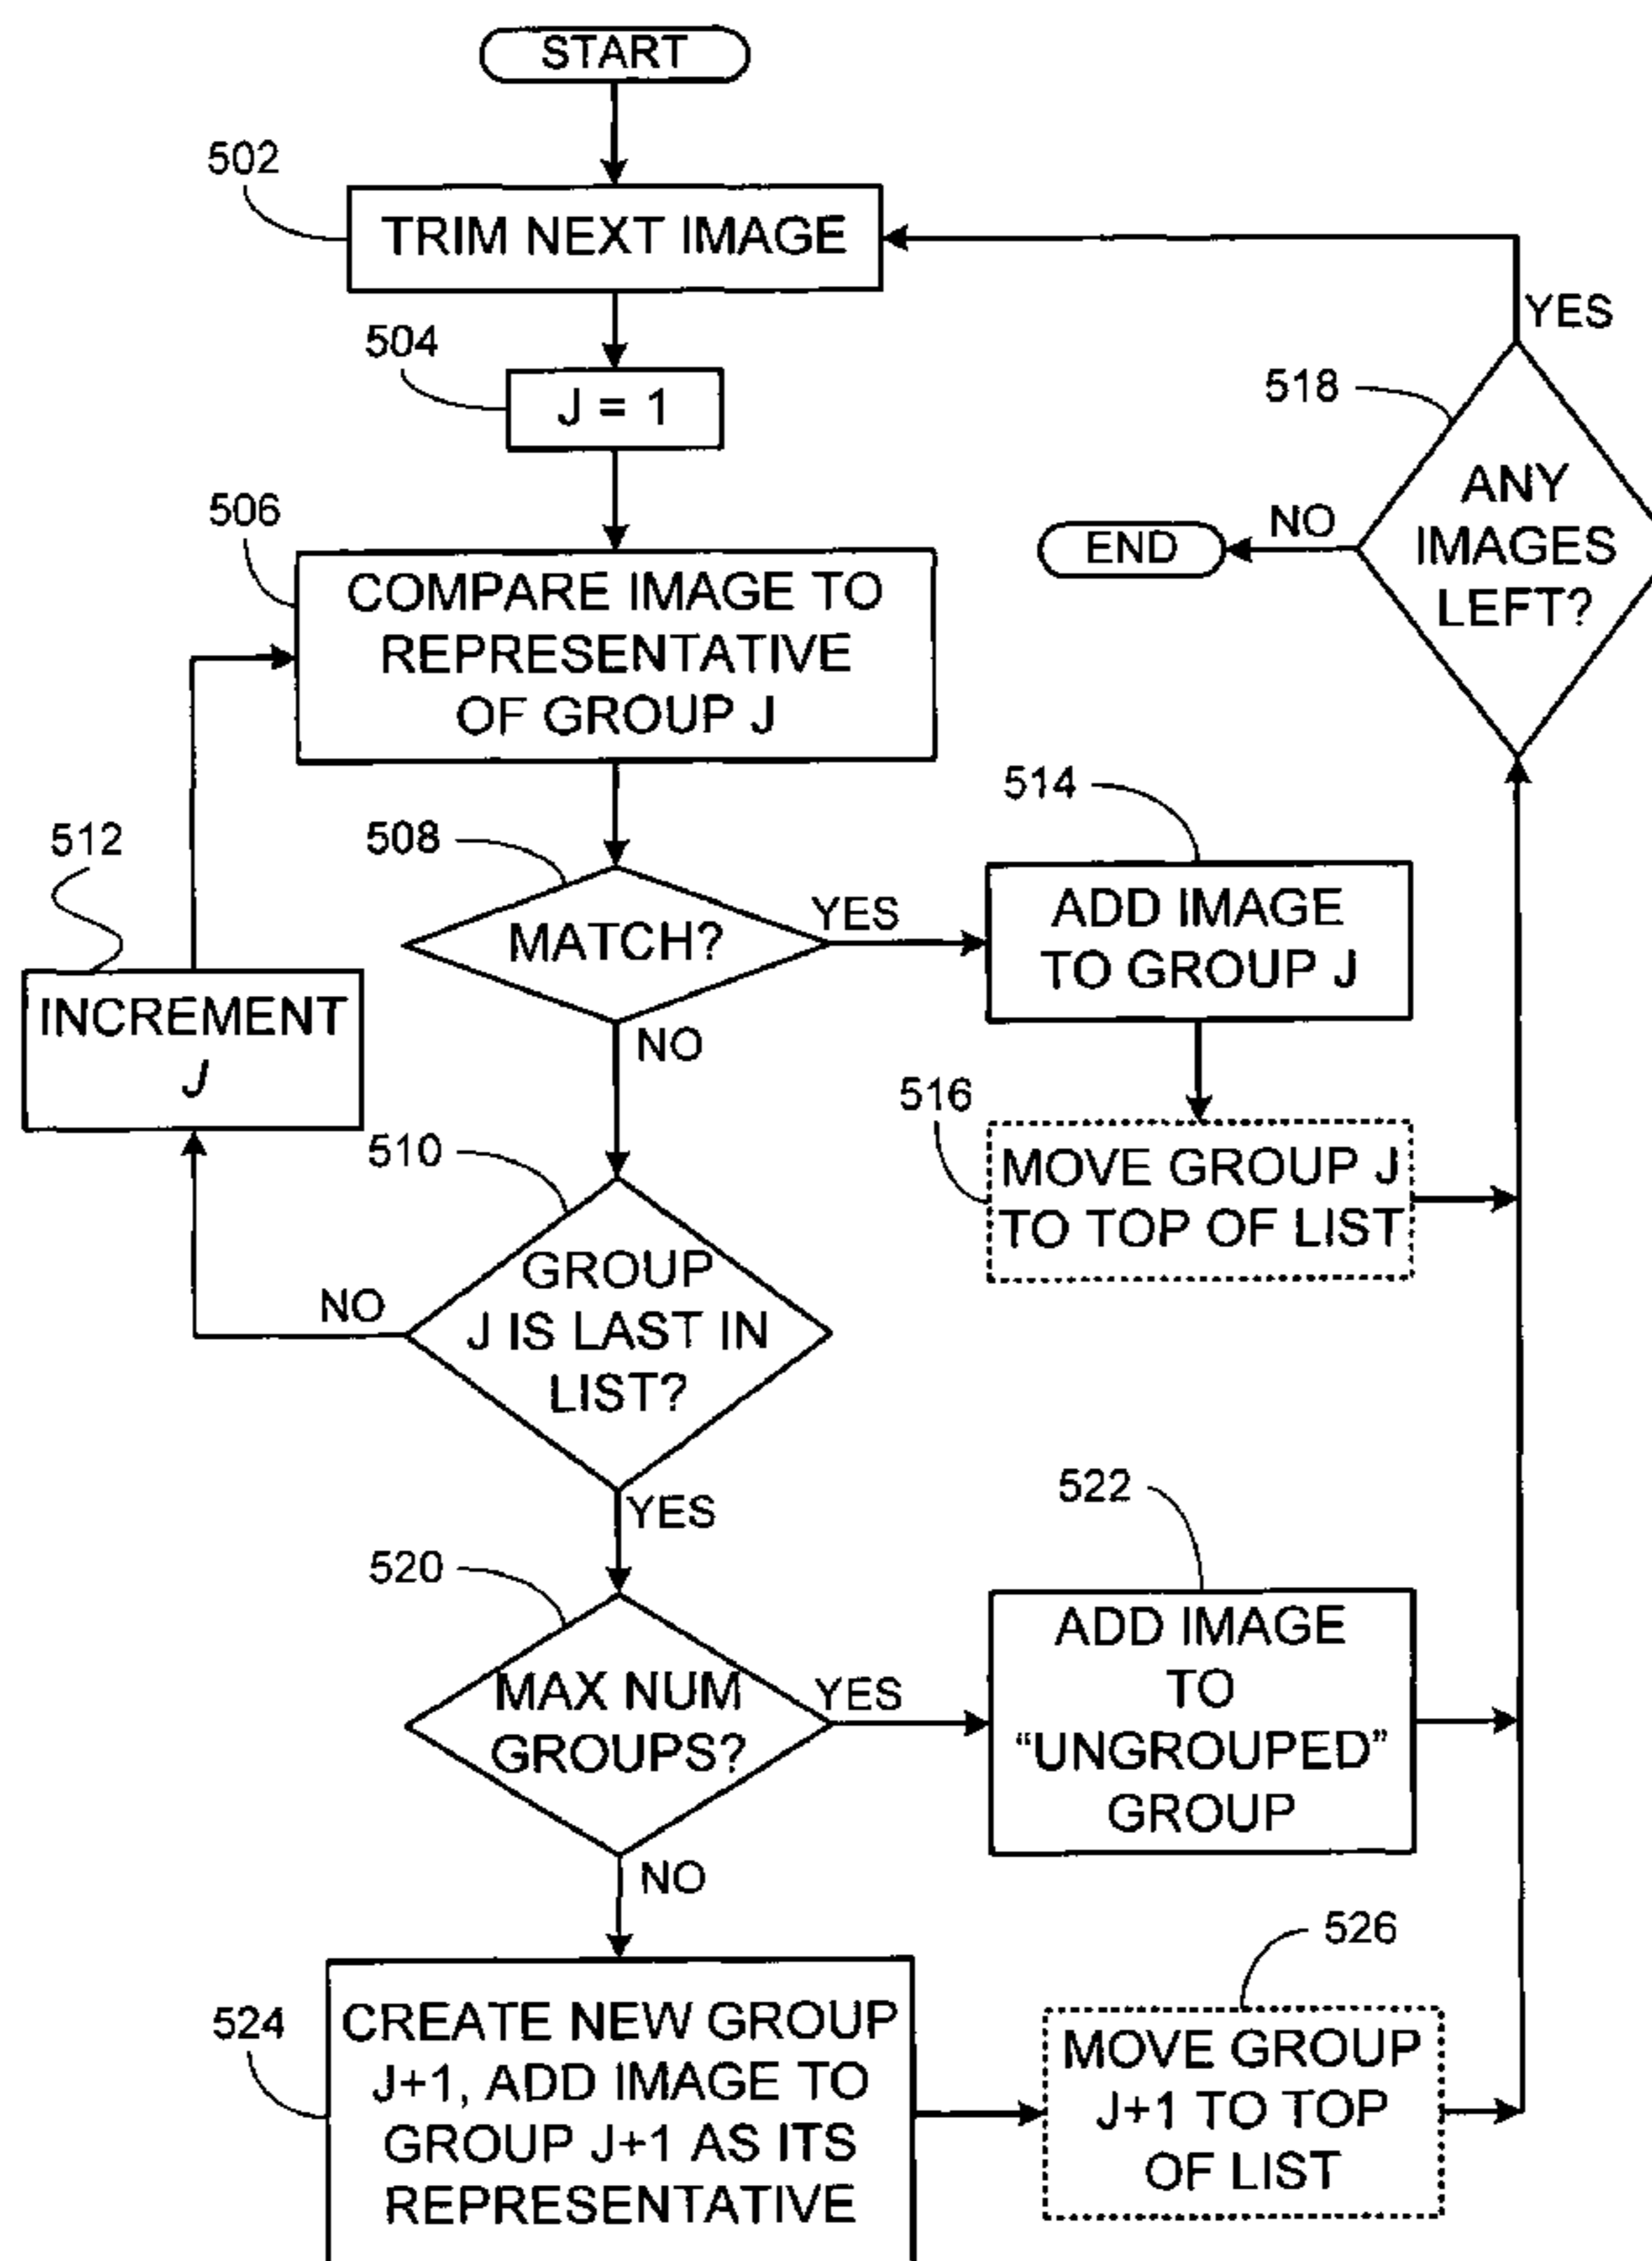 START
502
TRIM NEXT IMAGE
504
J = 1
YES
518
ANY
IMAGES
LEFT?
NO
END
506
COMPARE IMAGE TO
REPRESENTATIVE
OF GROUP J
512
INCREMENT
J
508
MATCH?
YES
NO
514
ADD IMAGE
TO GROUP J
516
MOVE GROUP J
TO TOP OF LIST
510
GROUP
J IS LAST IN
LIST?
NO
YES
520
MAX NUM
GROUPS?
YES
NO
522
ADD IMAGE
TO
“UNGROUPED”
GROUP
524
CREATE NEW GROUP
J+1, ADD IMAGE TO
GROUP J+1 AS ITS
REPRESENTATIVE
526
MOVE GROUP
J+1 TO TOP
OF LIST